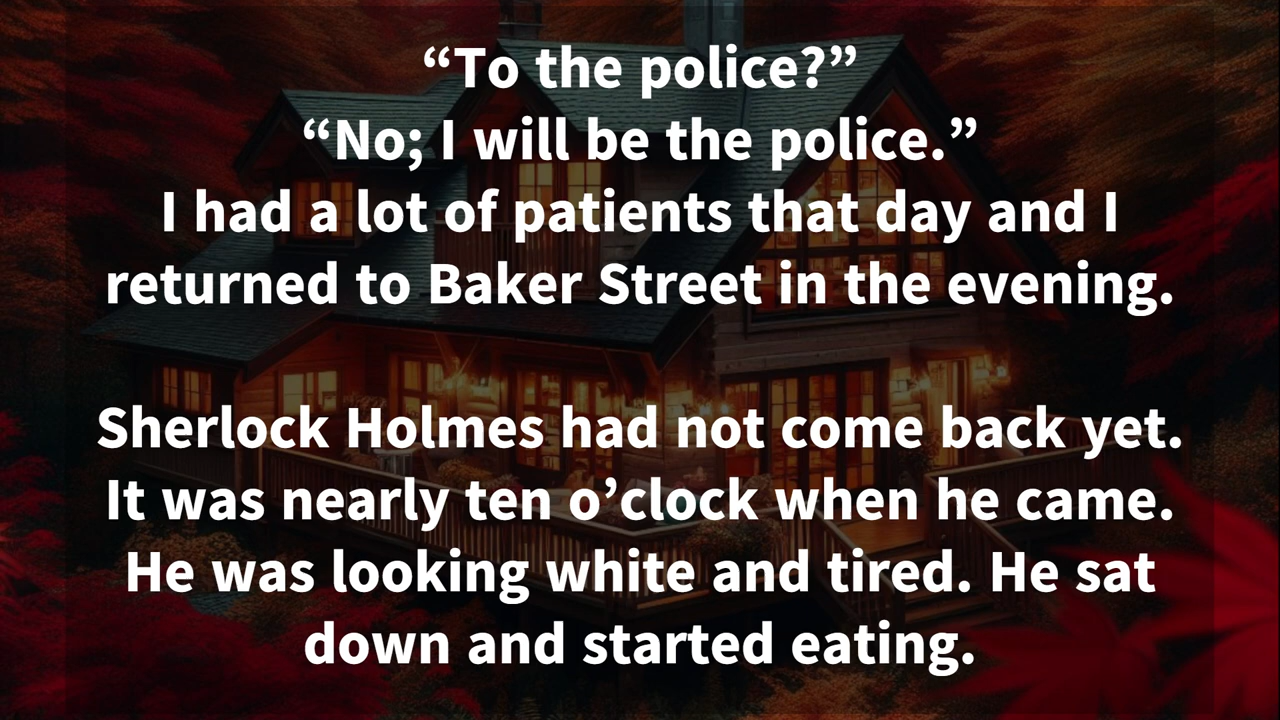 “To the police?”
“No; I will be the police.”
I had a lot of patients that day and I
returned to Baker Street in the evening.
Sherlock Holmes had not come back yet.
It was nearly ten o’clock when he came.
He was looking white and tired. He sat
down and started eating.